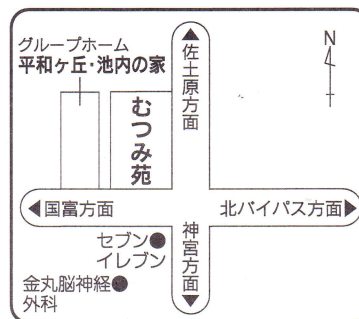 グループホーム
平和ヶ丘・池内の家
むつみ苑
▲佐土原方面
N
◀国富方面
北バイパス方面▶
神宮方面▼
セブン●
イレブン
金丸脳神経●
外科